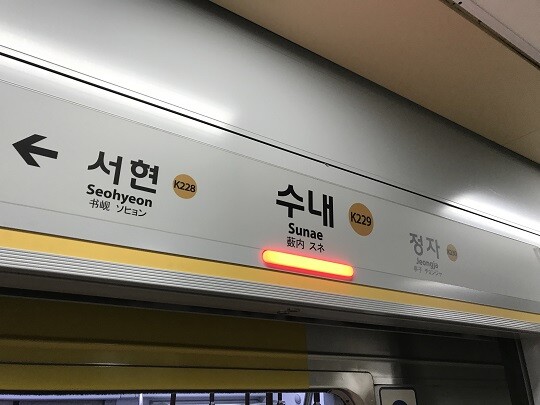 ← 서현 K228
Seohyeon
书岘 ソヒョン
수내 K229
Sunae
薮内 スネ
정자
Jeongja